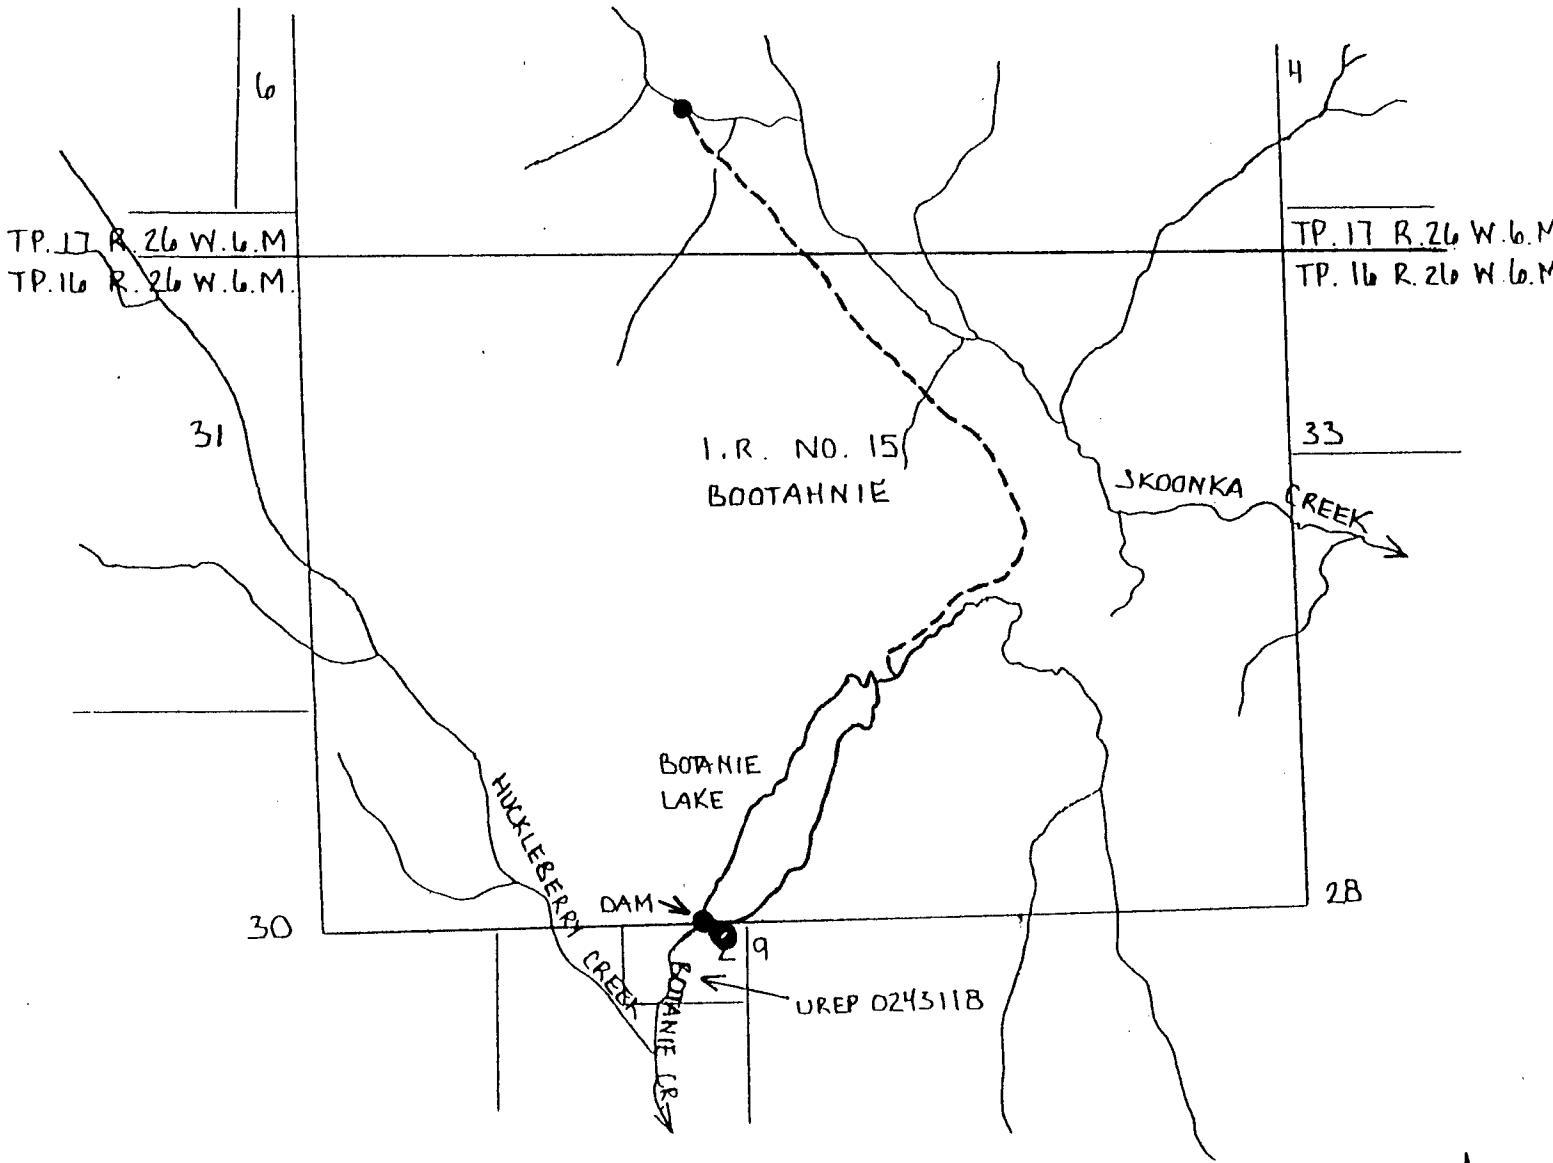 6
4
TP. 17 R. 26 W. 6. M
TP. 17 R. 26 W. 6. M
TP. 16 R. 26 W. 6. M.
TP. 16 R. 26 W. 6. M
31
33
I.R. NO. 15
BOOTAHNIE
SKOONKA CREEK
BOTANIE
LAKE
HUCKLEBERRY CREEK
DAM
28
30
29
BOTANIE CR.
UREP 0243118